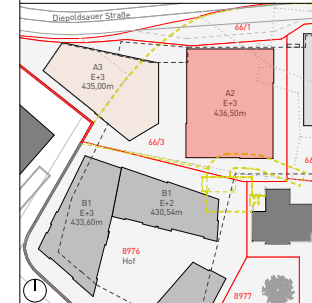 Diepoldsauer Straße
66/1
A3
E+3
435,00m
A2
E+3
436,50m
66/3
66
B1
E+3
433,60m
B1
E+2
430,54m
8976
Hof
8977